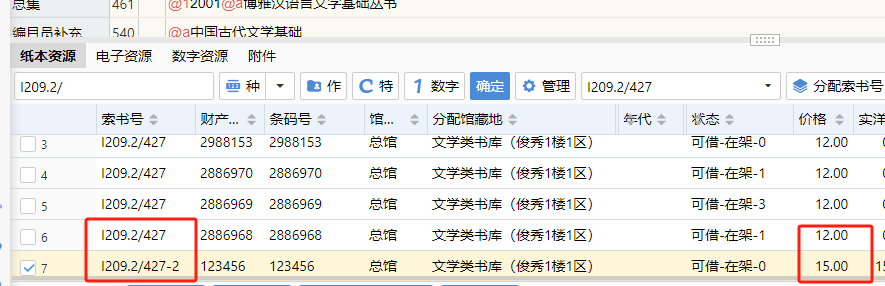 总集 461 @12001@a博雅汉语言文学基础丛书
编目员补充 540 @a中国古代文学基础
纸本资源 电子资源 数字资源 附件
I209.2/ 种 作 C 特 1 数字 确定 管理 I209.2/427 分配索书号
索书号 财产... 条码号 馆... 分配馆藏地 年代 状态 价格 实洋
3 I209.2/427 2988153 2988153 总馆 文学类书库（俊秀1楼1区） 可借-在架-0 12.00
4 I209.2/427 2886970 2886970 总馆 文学类书库（俊秀1楼1区） 可借-在架-1 12.00
5 I209.2/427 2886969 2886969 总馆 文学类书库（俊秀1楼1区） 可借-在架-3 12.00
6 I209.2/427 2886968 2886968 总馆 文学类书库（俊秀1楼1区） 可借-在架-1 12.00
7 I209.2/427-2 123456 123456 总馆 文学类书库（俊秀1楼1区） 可借-在架-0 15.00